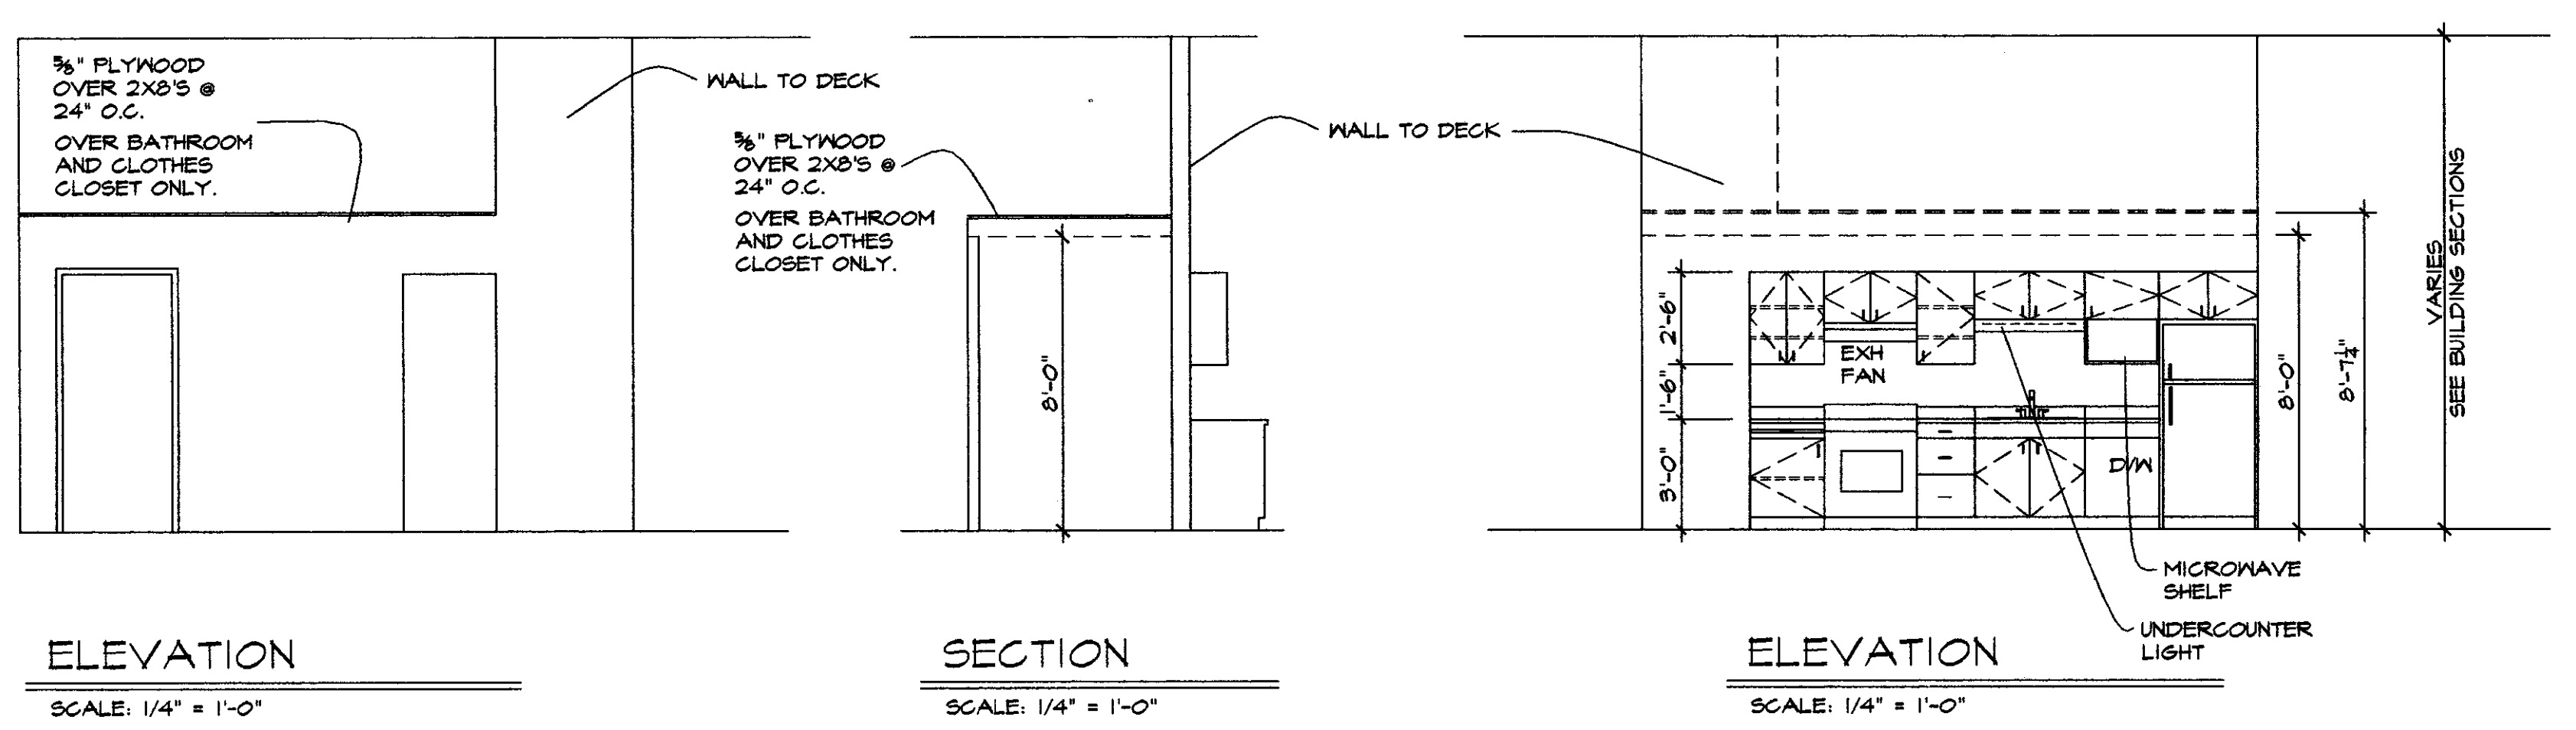 ⅝" PLYWOOD
OVER 2X8'S @
24" O.C.
OVER BATHROOM
AND CLOTHES
CLOSET ONLY.
WALL TO DECK
ELEVATION
SCALE: 1/4" = 1'-0"
⅝" PLYWOOD
OVER 2X8'S @
24" O.C.
OVER BATHROOM
AND CLOTHES
CLOSET ONLY.
8'-0"
WALL TO DECK
SECTION
SCALE: 1/4" = 1'-0"
2'-6"
1'-6"
3'-0"
EXH
FAN
D/W
8'-0"
8'-7¼"
VARIES
SEE BUILDING SECTIONS
MICROWAVE
SHELF
UNDERCOUNTER
LIGHT
ELEVATION
SCALE: 1/4" = 1'-0"